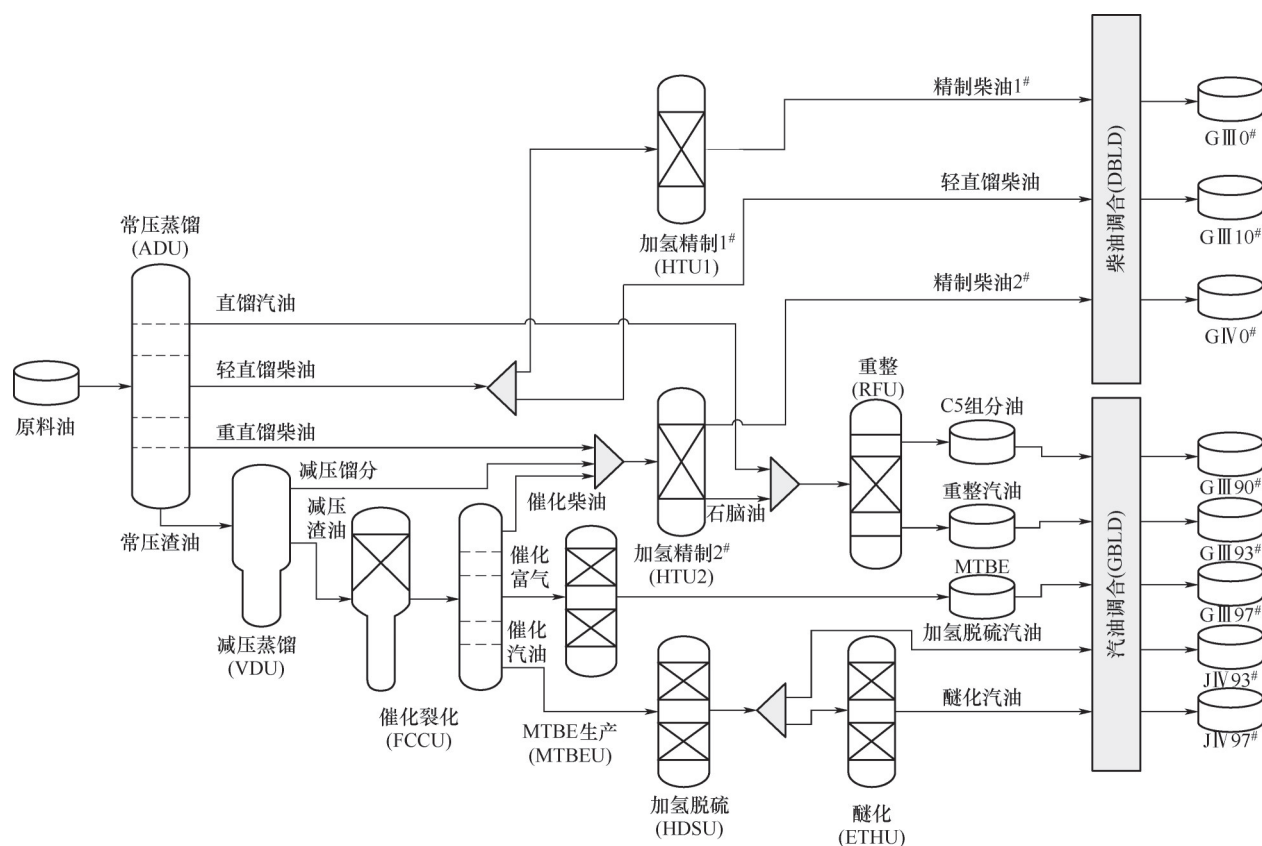 精制柴油1#
GⅢ0#
轻直馏柴油
柴油调合(DBLD)
常压蒸馏
(ADU)
加氢精制1#
(HTU1)
GⅢ10#
精制柴油2#
直馏汽油
GⅣ0#
轻直馏柴油
重整
(RFU)
原料油
C5组分油
重直馏柴油
减压馏分
催化柴油
GⅢ90#
减压
渣油
重整汽油
石脑油
常压渣油
加氢精制2#
(HTU2)
GⅢ93#
催化
富气
MTBE
汽油调合(GBLD)
GⅢ97#
减压蒸馏
(VDU)
催化
汽油
加氢脱硫汽油
JⅣ93#
催化裂化
(FCCU)
MTBE生产
(MTBEU)
醚化汽油
JⅣ97#
加氢脱硫
(HDSU)
醚化
(ETHU)